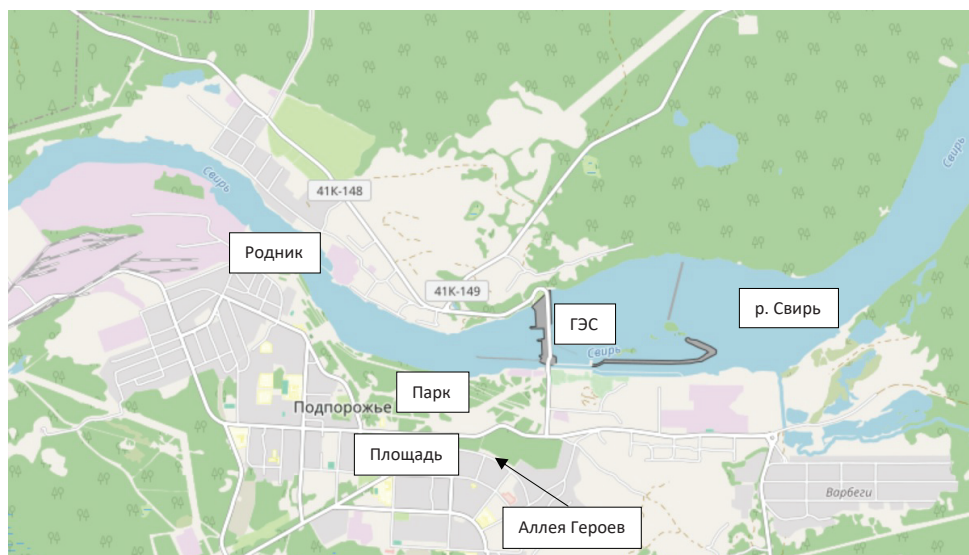 Свирь
Свирь
41К-148
Родник
41К-149
р. Свирь
ГЭС
Свирь
Парк
Подпорожье
Площадь
Варбеги
Аллея Героев